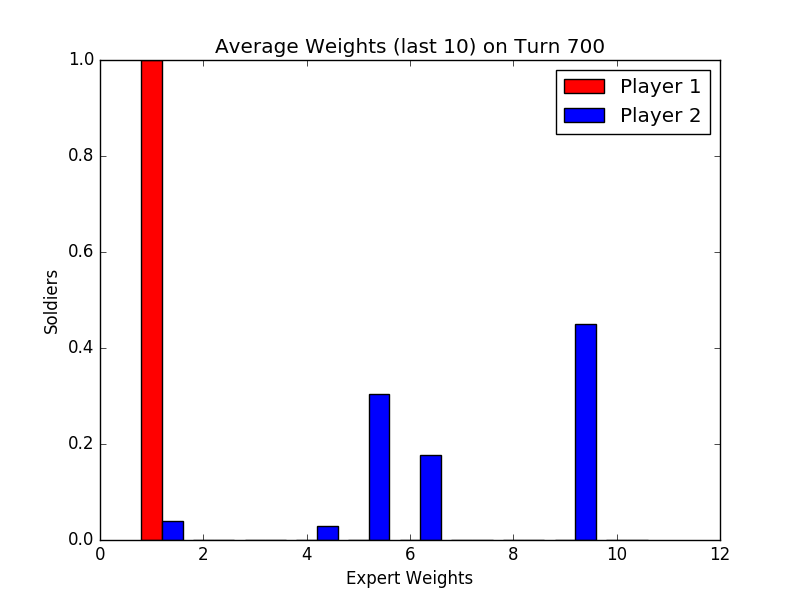 Average Weights (last 10) on Turn 700
Player 1
Player 2
1.0
0.8
0.6
0.4
0.2
0.0
Soldiers
0 2 4 6 8 10 12
Expert Weights